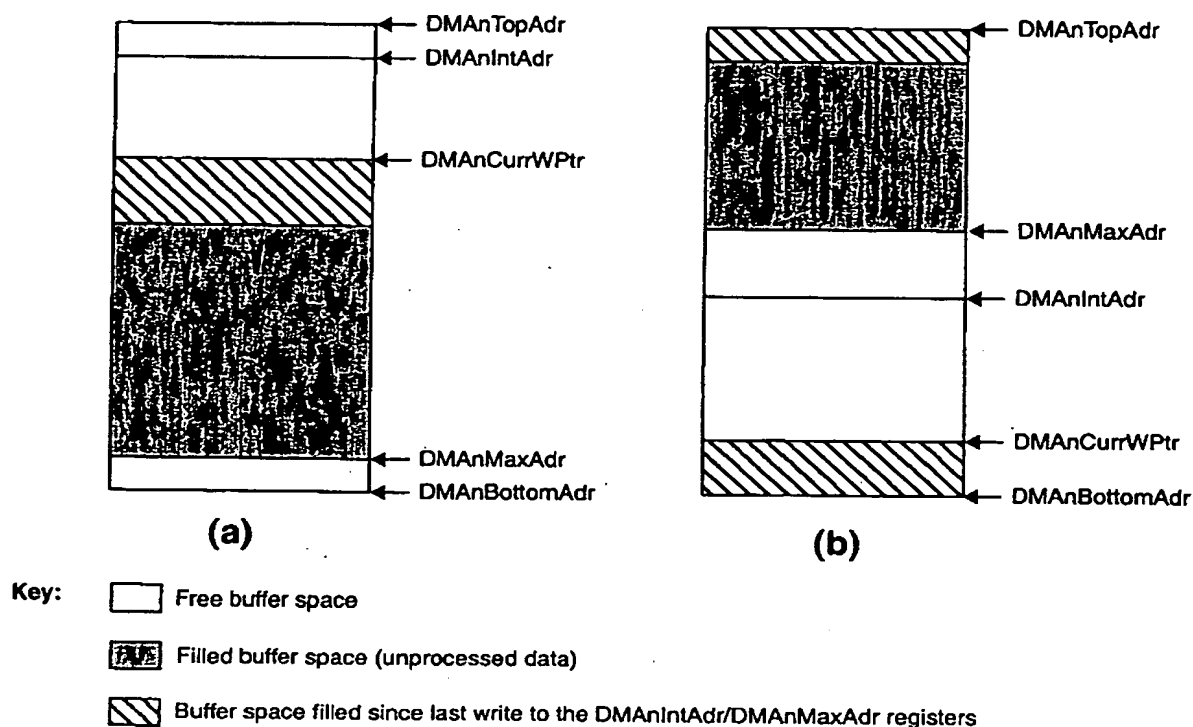 DMAnTopAdr
DMAnIntAdr
DMAnCurrWPtr
DMAnMaxAdr
DMAnBottomAdr
(a)
DMAnTopAdr
DMAnMaxAdr
DMAnIntAdr
DMAnCurrWPtr
DMAnBottomAdr
(b)
Key:
Free buffer space
Filled buffer space (unprocessed data)
Buffer space filled since last write to the DMAnIntAdr/DMAnMaxAdr registers